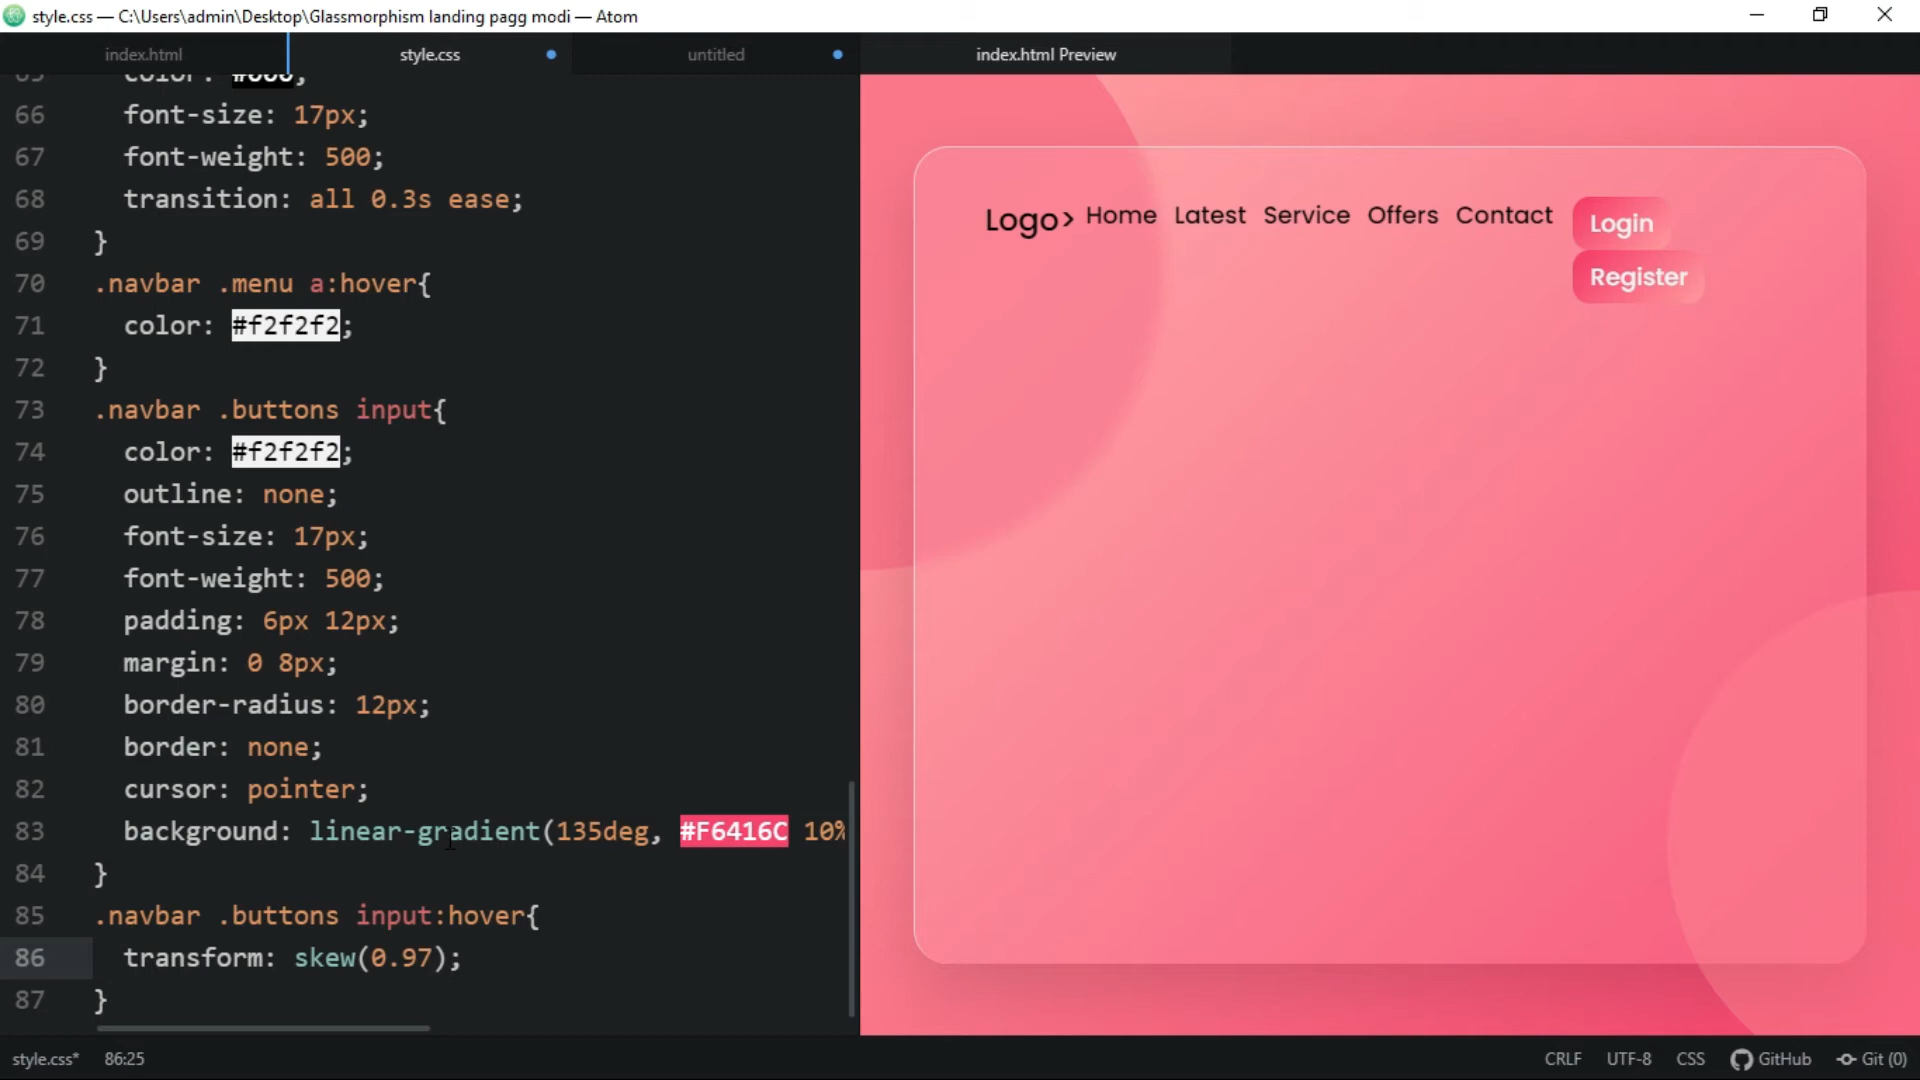 style.css — C:\Users\admin\Desktop\Glassmorphism landing pagg modi — Atom
index.html
style.css
untitled
index.html Preview
65 color: #000;
66 font-size: 17px;
67 font-weight: 500;
68 transition: all 0.3s ease;
69 }
70 .navbar .menu a:hover{
71 color: #f2f2f2;
72 }
73 .navbar .buttons input{
74 color: #f2f2f2;
75 outline: none;
76 font-size: 17px;
77 font-weight: 500;
78 padding: 6px 12px;
79 margin: 0 8px;
80 border-radius: 12px;
81 border: none;
82 cursor: pointer;
83 background: linear-gradient(135deg, #F6416C 10%
84 }
85 .navbar .buttons input:hover{
86 transform: skew(0.97);
87 }
Logo> Home Latest Service Offers Contact Login
Register
style.css* 86:25 CRLF UTF-8 CSS GitHub Git (0)